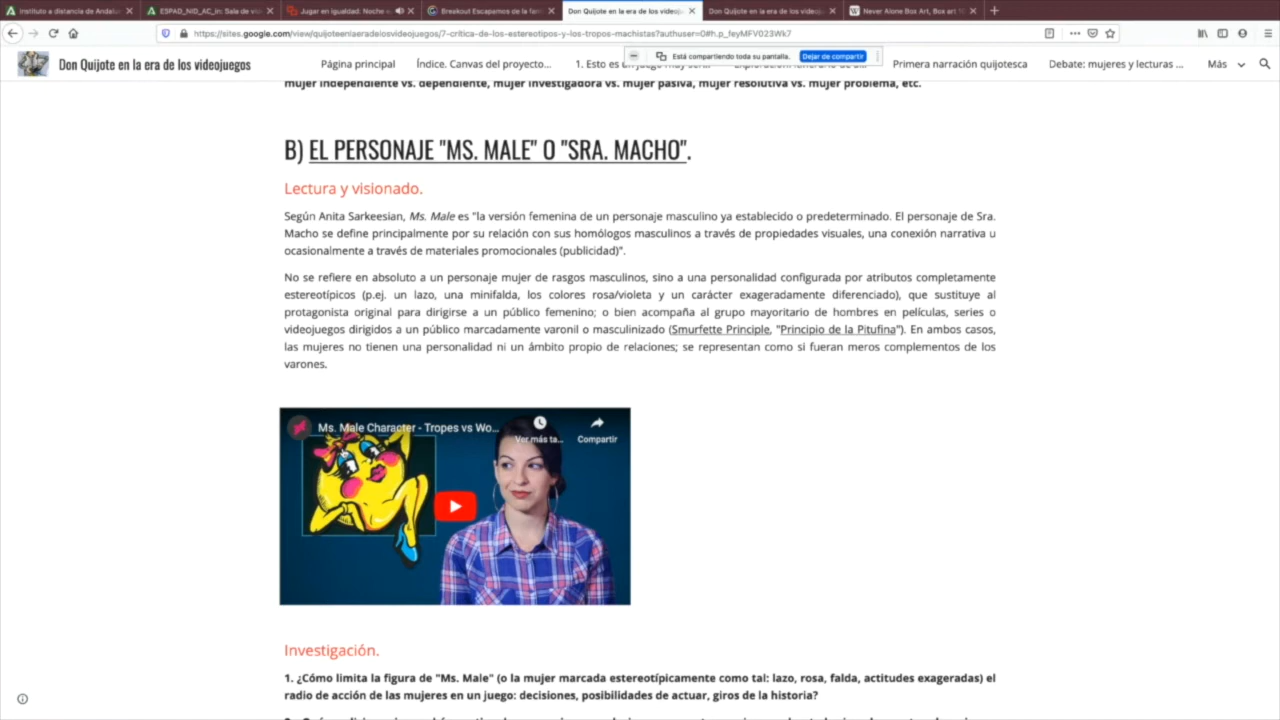 Instituto a distancia de Andalu
ESPAD_NID_AC_In: Sala de
Jugar en igualdad: Noche
Breakout Escapamos de la
Don Quijote en la era de los videoju
Don Quijote en la era de los videoj
Never Alone Box Art, Box art
https://sites.google.com/view/quijoteenlaeradelosvideojuegos/7-crítica-de-los-estereotipos-y-los-tropos-machistas?authuser=0#h.p_feyMFV023Wk7
Está compartiendo toda su pantalla. Dejar de compartir
Don Quijote en la era de los videojuegos Página principal Índice. Canvas del proyecto... 1. Esto es un juego muy Primera narración quijotesca Debate: mujeres y lecturas ... Más
mujer independiente vs. dependiente, mujer investigadora vs. mujer pasiva, mujer resolutiva vs. mujer problema, etc.
B) EL PERSONAJE "MS. MALE" O "SRA. MACHO".
Lectura y visionado.
Según Anita Sarkeesian, Ms. Male es "la versión femenina de un personaje masculino ya establecido o predeterminado. El personaje de Sra.
Macho se define principalmente por su relación con sus homólogos masculinos a través de propiedades visuales, una conexión narrativa u
ocasionalmente a través de materiales promocionales (publicidad)".
No se refiere en absoluto a un personaje mujer de rasgos masculinos, sino a una personalidad configurada por atributos completamente
estereotípicos (p.ej. un lazo, una minifalda, los colores rosa/violeta y un carácter exageradamente diferenciado), que sustituye al
protagonista original para dirigirse a un público femenino; o bien acompaña al grupo mayoritario de hombres en películas, series o
videojuegos dirigidos a un público marcadamente varonil o masculinizado (Smurfette Principle, "Principio de la Pitufina"). En ambos casos,
las mujeres no tienen una personalidad ni un ámbito propio de relaciones; se representan como si fueran meros complementos de los
varones.
Ms. Male Character - Tropes vs Wo...
Ver más ta... Compartir
Investigación.
1. ¿Cómo limita la figura de "Ms. Male" (o la mujer marcada estereotípicamente como tal: lazo, rosa, falda, actitudes exageradas) el
radio de acción de las mujeres en un juego: decisiones, posibilidades de actuar, giros de la historia?